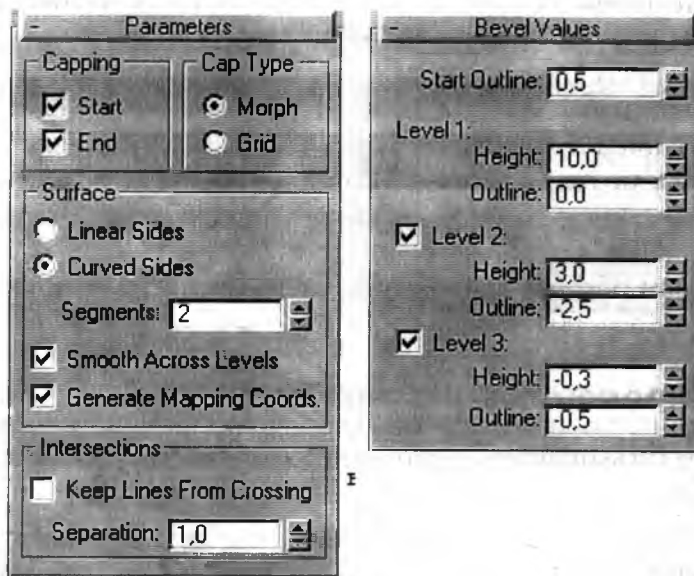 Parameters
Capping
Start
End
Cap Type
Morph
Grid
Surface
Linear Sides
Curved Sides
Segments: 2
Smooth Across Levels
Generate Mapping Coords.
Intersections
Keep Lines From Crossing
Separation: 1,0
Bevel Values
Start Outline: 0,5
Level 1:
Height: 10,0
Outline: 0,0
Level 2:
Height: 3,0
Outline: -2,5
Level 3:
Height: -0,3
Outline: -0,5